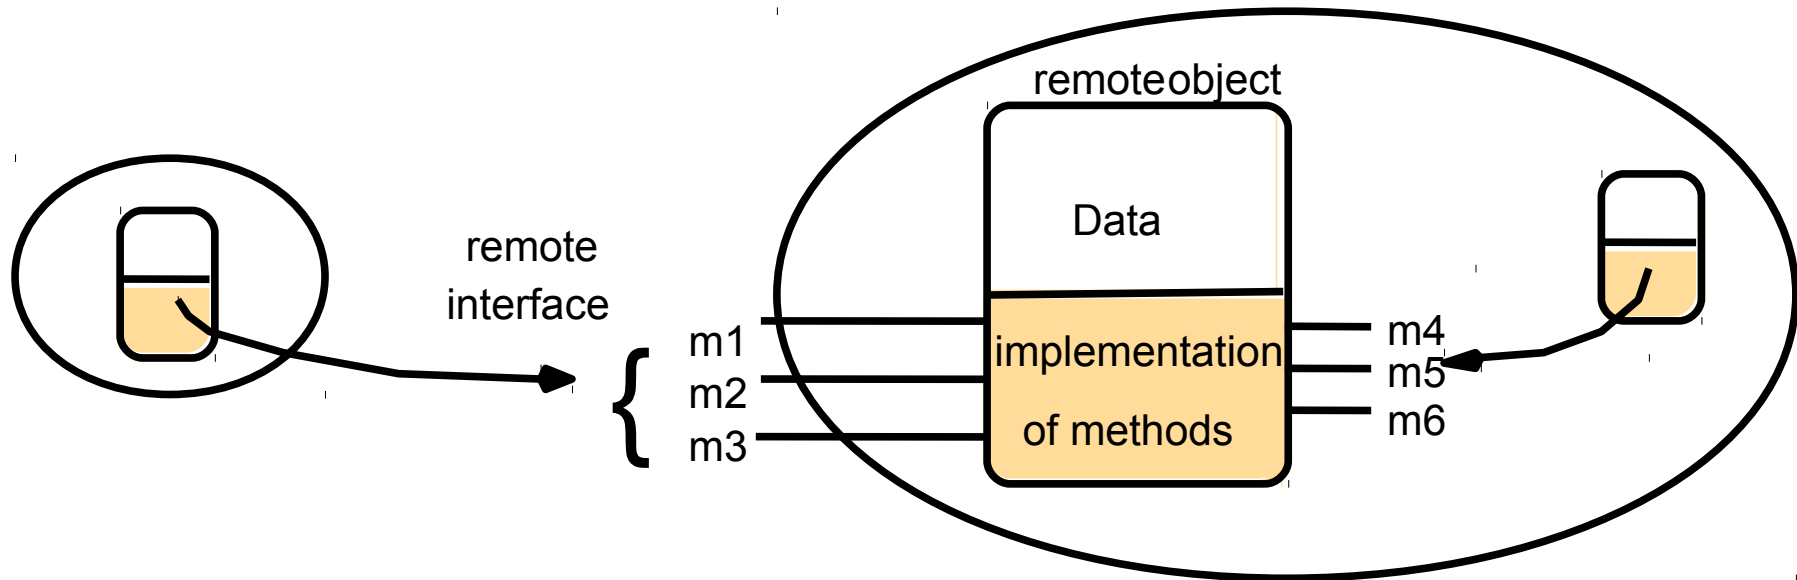 remoteobject
Data
remote
interface
{
m1
m2
m3
implementation
of methods
m4
m5
m6